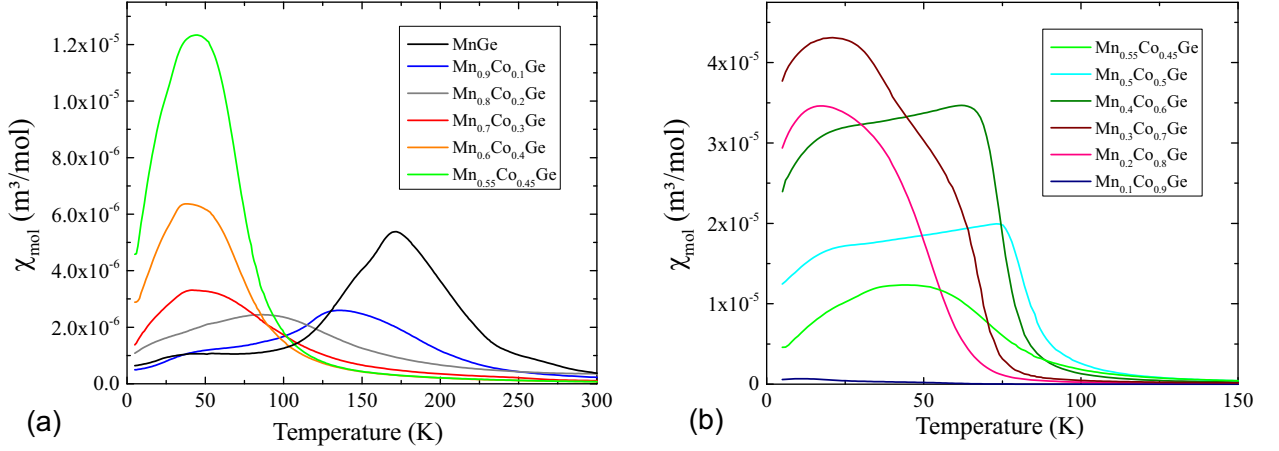 1.2x10⁻⁵
1.0x10⁻⁵
8.0x10⁻⁶
6.0x10⁻⁶
4.0x10⁻⁶
2.0x10⁻⁶
0.0
χmol (m³/mol)
0 50 100 150 200 250 300
Temperature (K)
(a)
MnGe
Mn0.9Co0.1Ge
Mn0.8Co0.2Ge
Mn0.7Co0.3Ge
Mn0.6Co0.4Ge
Mn0.55Co0.45Ge
4x10⁻⁵
3x10⁻⁵
2x10⁻⁵
1x10⁻⁵
0
χmol (m³/mol)
0 50 100 150
Temperature (K)
(b)
Mn0.55Co0.45Ge
Mn0.5Co0.5Ge
Mn0.4Co0.6Ge
Mn0.3Co0.7Ge
Mn0.2Co0.8Ge
Mn0.1Co0.9Ge